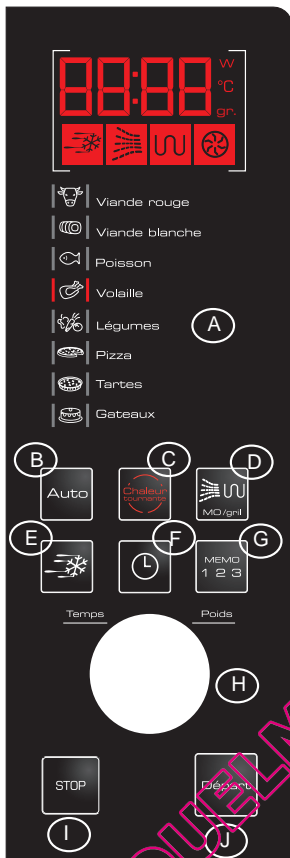 88:88
W
°C
gr.
Viande rouge
Viande blanche
Poisson
Volaille
Légumes
A
Pizza
Tartes
Gateaux
B
C
D
Auto
Chaleur
tournante
MO/gril
E
F
G
MEMO
1 2 3
Temps
Poids
H
STOP
Départ
I
J